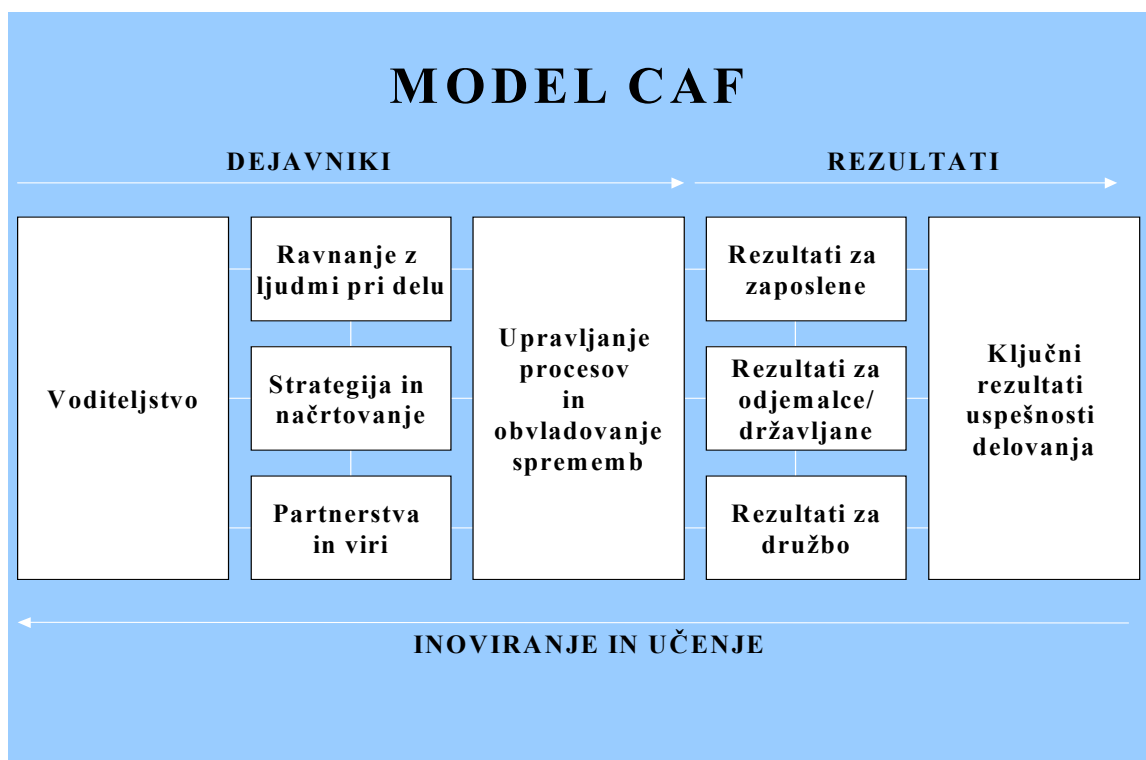 MODEL CAF
DEJAVNIKI
REZULTATI
Voditeljstvo
Ravnanje z
ljudmi pri delu
Strategija in
načrtovanje
Partnerstva
in viri
Upravljanje
procesov
in
obvladovanje
sprememb
Rezultati za
zaposlene
Rezultati za
odjemalce/
državljane
Rezultati za
družbo
Ključni
rezultati
uspešnosti
delovanja
INOVIRANJE IN UČENJE